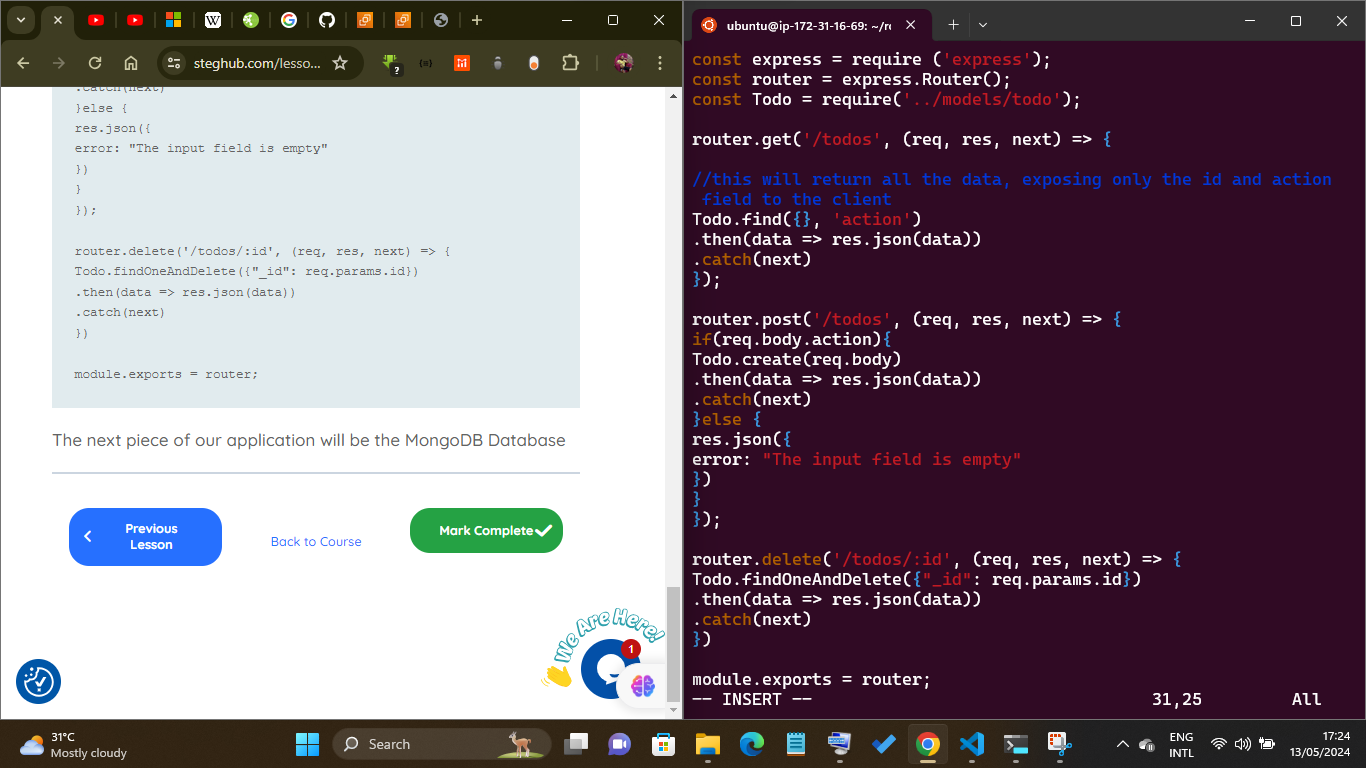 steghub.com/lesso...
.catch(next)
}else {
res.json({
error: "The input field is empty"
})
}
});
router.delete('/todos/:id', (req, res, next) => {
Todo.findOneAndDelete({"_id": req.params.id})
.then(data => res.json(data))
.catch(next)
})
module.exports = router;
The next piece of our application will be the MongoDB Database
Previous
Lesson
Back to Course
Mark Complete
We Are Here!
1
ubuntu@ip-172-31-16-69: ~/re
const express = require ('express');
const router = express.Router();
const Todo = require('../models/todo');
router.get('/todos', (req, res, next) => {
//this will return all the data, exposing only the id and action
field to the client
Todo.find({}, 'action')
.then(data => res.json(data))
.catch(next)
});
router.post('/todos', (req, res, next) => {
if(req.body.action){
Todo.create(req.body)
.then(data => res.json(data))
.catch(next)
}else {
res.json({
error: "The input field is empty"
})
}
});
router.delete('/todos/:id', (req, res, next) => {
Todo.findOneAndDelete({"_id": req.params.id})
.then(data => res.json(data))
.catch(next)
})
module.exports = router;
-- INSERT -- 31,25 All
31°C
Mostly cloudy
Search
ENG
INTL
17:24
13/05/2024